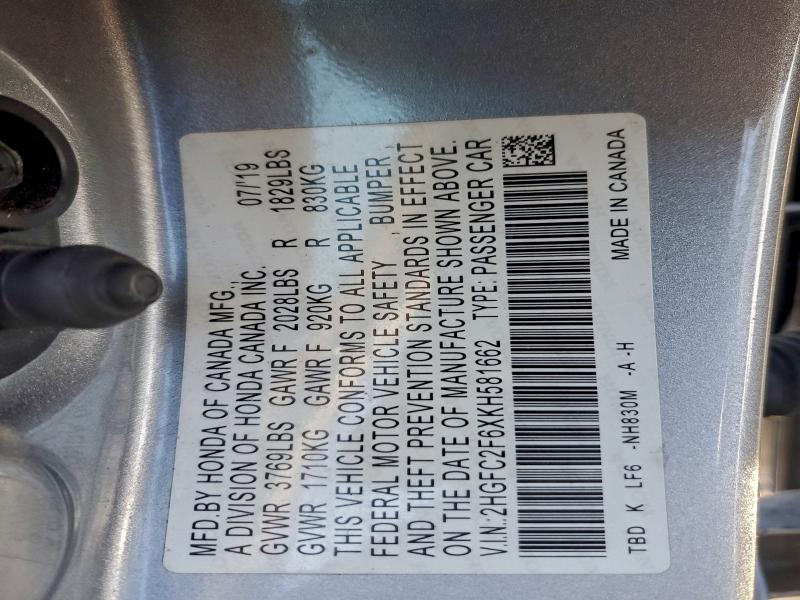 MFD.BY HONDA OF CANADA MFG.,
A DIVISION OF HONDA CANADA INC. 07/19
GVWR 3769LBS GAWR F 2028LBS R 1829LBS
GVWR 1710KG GAWR F 920KG R 830KG
THIS VEHICLE CONFORMS TO ALL APPLICABLE
FEDERAL MOTOR VEHICLE SAFETY , BUMPER ,
AND THEFT PREVENTION STANDARDS IN EFFECT
ON THE DATE OF MANUFACTURE SHOWN ABOVE.
V.I.N.:2HGFC2F6XKH581662 TYPE: PASSENGER CAR
TBD K LF6 -NH830M -A -H MADE IN CANADA